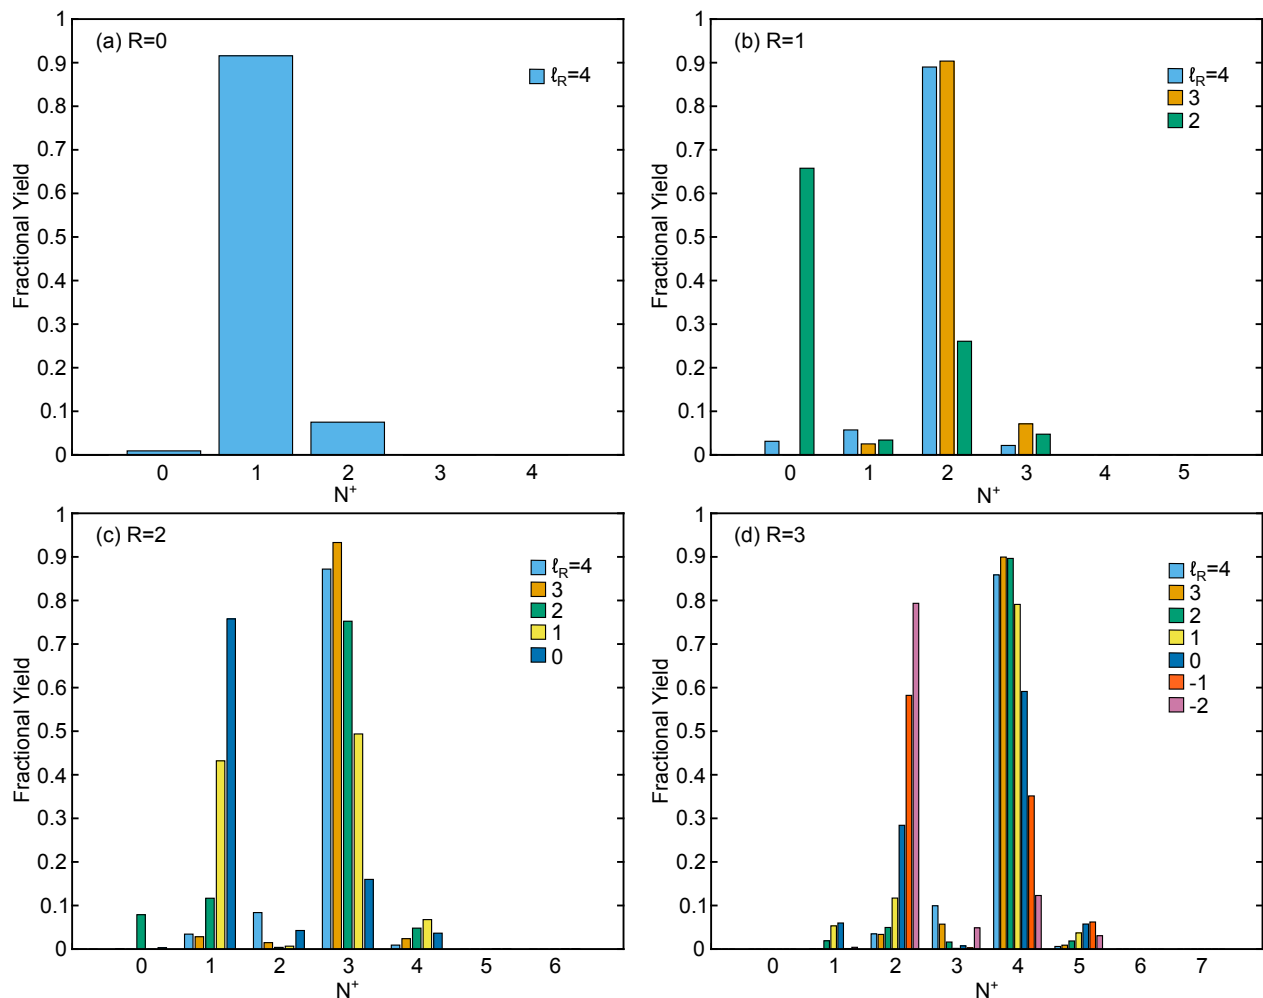 (a) R=0
ℓR=4
Fractional Yield
1
0.9
0.8
0.7
0.6
0.5
0.4
0.3
0.2
0.1
0
0 1 2 3 4
N+
(b) R=1
ℓR=4
3
2
Fractional Yield
1
0.9
0.8
0.7
0.6
0.5
0.4
0.3
0.2
0.1
0
0 1 2 3 4 5
N+
(c) R=2
ℓR=4
3
2
1
0
Fractional Yield
1
0.9
0.8
0.7
0.6
0.5
0.4
0.3
0.2
0.1
0
0 1 2 3 4 5 6
N+
(d) R=3
ℓR=4
3
2
1
0
-1
-2
Fractional Yield
1
0.9
0.8
0.7
0.6
0.5
0.4
0.3
0.2
0.1
0
0 1 2 3 4 5 6 7
N+